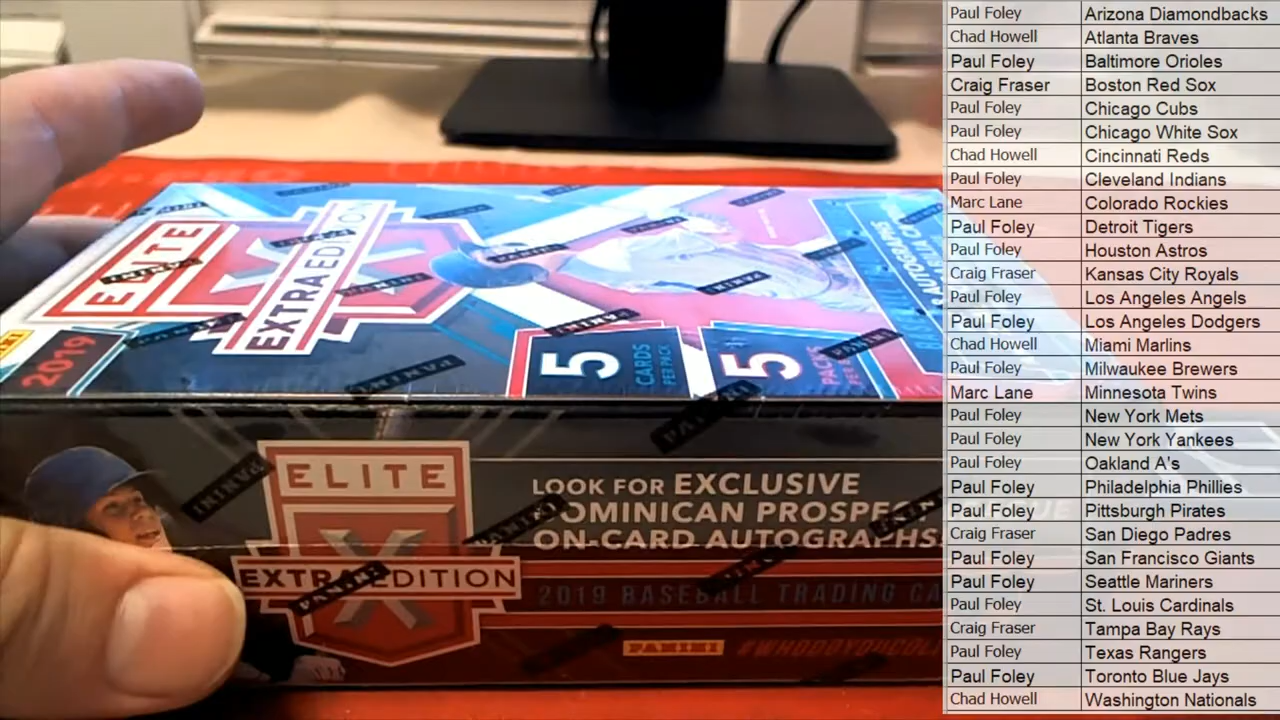 Paul Foley Arizona Diamondbacks
Chad Howell Atlanta Braves
Paul Foley Baltimore Orioles
Craig Fraser Boston Red Sox
Paul Foley Chicago Cubs
Paul Foley Chicago White Sox
Chad Howell Cincinnati Reds
Paul Foley Cleveland Indians
Marc Lane Colorado Rockies
Paul Foley Detroit Tigers
Paul Foley Houston Astros
Craig Fraser Kansas City Royals
Paul Foley Los Angeles Angels
Paul Foley Los Angeles Dodgers
Chad Howell Miami Marlins
Paul Foley Milwaukee Brewers
Marc Lane Minnesota Twins
Paul Foley New York Mets
Paul Foley New York Yankees
Paul Foley Oakland A's
Paul Foley Philadelphia Phillies
Paul Foley Pittsburgh Pirates
Craig Fraser San Diego Padres
Paul Foley San Francisco Giants
Paul Foley Seattle Mariners
Paul Foley St. Louis Cardinals
Craig Fraser Tampa Bay Rays
Paul Foley Texas Rangers
Paul Foley Toronto Blue Jays
Chad Howell Washington Nationals
ELITE
EXTRA EDITION
2019
5 CARDS PER PACK
5 PACKS PER
AUTOGRAPHS
ELITE
X
EXTRA EDITION
LOOK FOR EXCLUSIVE
DOMINICAN PROSPECT
ON-CARD AUTOGRAPHS
2019 BASEBALL TRADING
PANINI